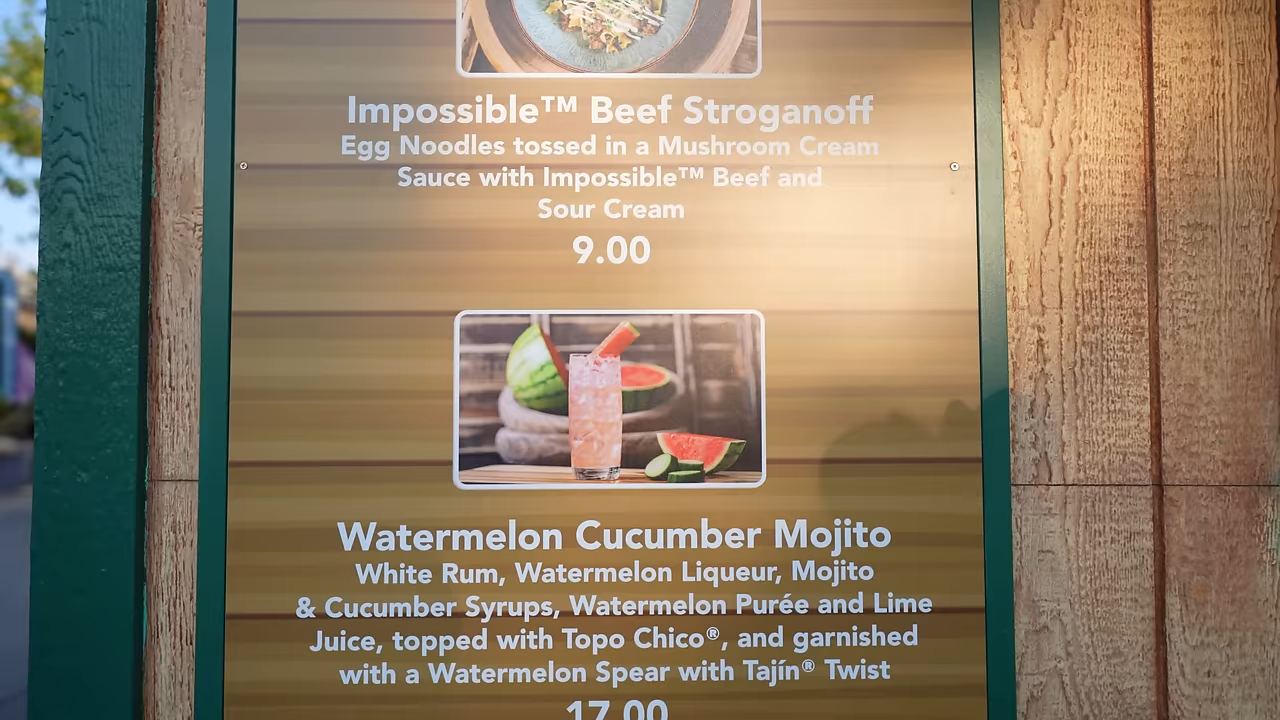 Impossible™ Beef Stroganoff
Egg Noodles tossed in a Mushroom Cream
Sauce with Impossible™ Beef and
Sour Cream
9.00
Watermelon Cucumber Mojito
White Rum, Watermelon Liqueur, Mojito
& Cucumber Syrups, Watermelon Purée and Lime
Juice, topped with Topo Chico®, and garnished
with a Watermelon Spear with Tajín® Twist
17.00